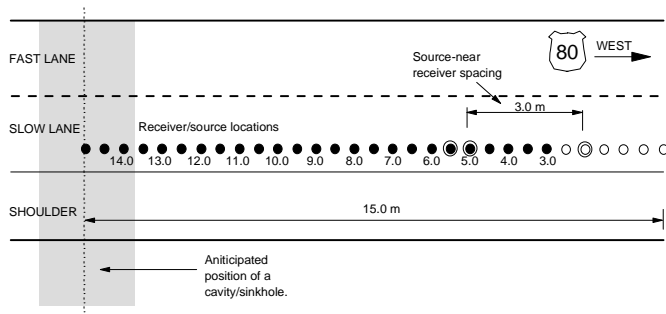 FAST LANE
80
WEST
Source-near
receiver spacing
3.0 m
SLOW LANE
Receiver/source locations
14.0 13.0 12.0 11.0 10.0 9.0 8.0 7.0 6.0 5.0 4.0 3.0
SHOULDER
15.0 m
Aniticipated
position of a
cavity/sinkhole.